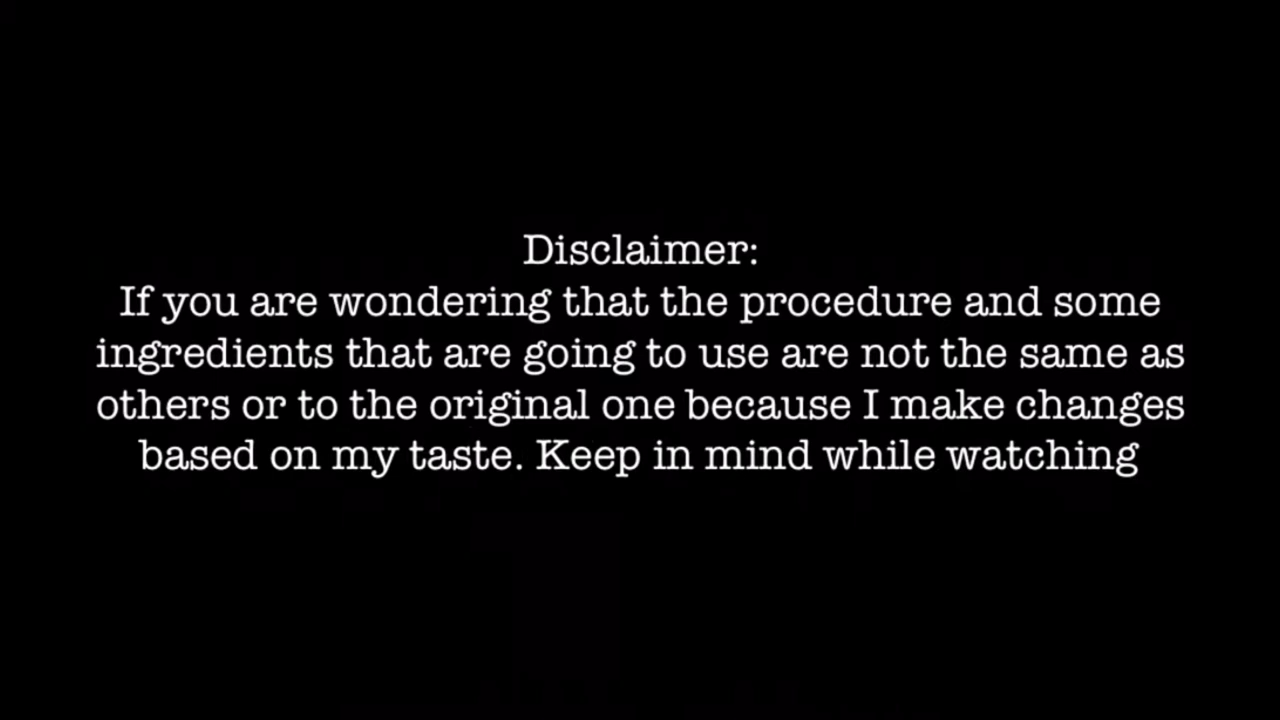 Disclaimer:
If you are wondering that the procedure and some
ingredients that are going to use are not the same as
others or to the original one because I make changes
based on my taste. Keep in mind while watching